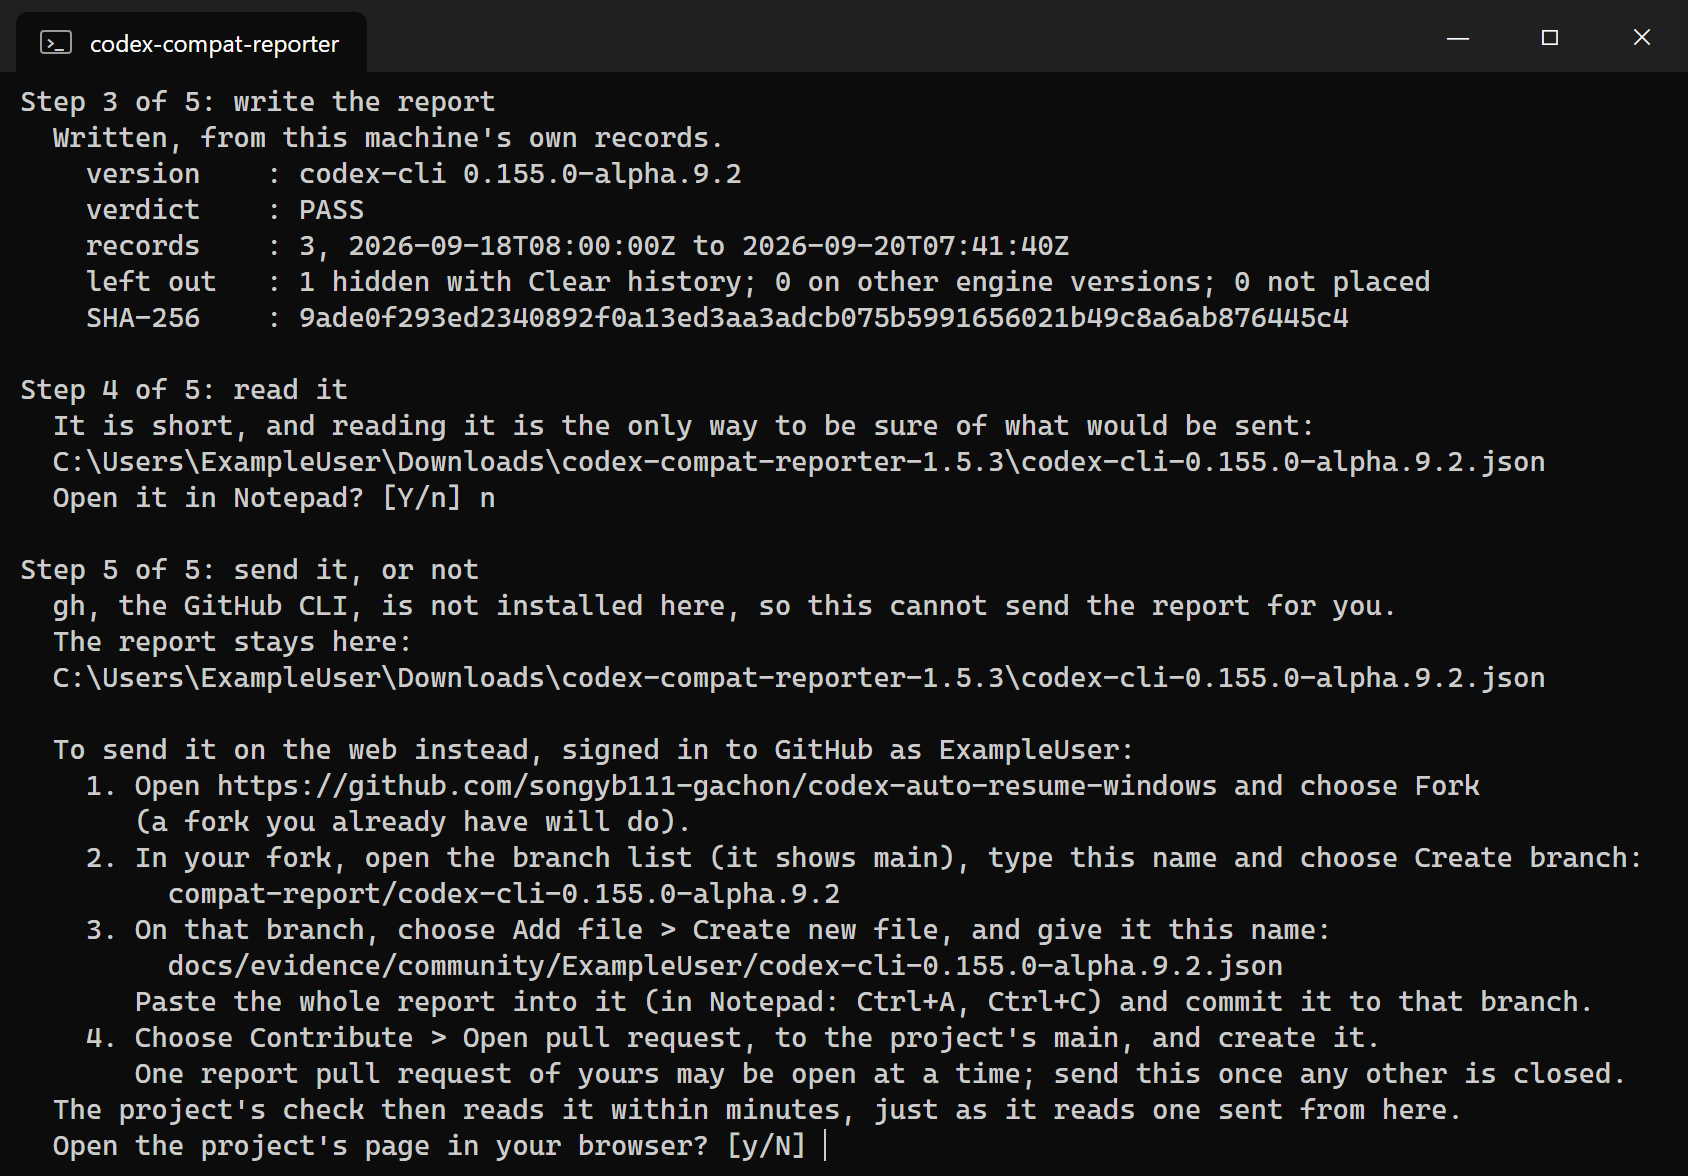 codex-compat-reporter
Step 3 of 5: write the report
Written, from this machine's own records.
version    : codex-cli 0.155.0-alpha.9.2
verdict    : PASS
records    : 3, 2026-09-18T08:00:00Z to 2026-09-20T07:41:40Z
left out   : 1 hidden with Clear history; 0 on other engine versions; 0 not placed
SHA-256    : 9ade0f293ed2340892f0a13ed3aa3adcb075b5991656021b49c8a6ab876445c4
Step 4 of 5: read it
It is short, and reading it is the only way to be sure of what would be sent:
C:\Users\ExampleUser\Downloads\codex-compat-reporter-1.5.3\codex-cli-0.155.0-alpha.9.2.json
Open it in Notepad? [Y/n] n
Step 5 of 5: send it, or not
gh, the GitHub CLI, is not installed here, so this cannot send the report for you.
The report stays here:
C:\Users\ExampleUser\Downloads\codex-compat-reporter-1.5.3\codex-cli-0.155.0-alpha.9.2.json
To send it on the web instead, signed in to GitHub as ExampleUser:
1. Open https://github.com/songyb111-gachon/codex-auto-resume-windows and choose Fork
(a fork you already have will do).
2. In your fork, open the branch list (it shows main), type this name and choose Create branch:
compat-report/codex-cli-0.155.0-alpha.9.2
3. On that branch, choose Add file > Create new file, and give it this name:
docs/evidence/community/ExampleUser/codex-cli-0.155.0-alpha.9.2.json
Paste the whole report into it (in Notepad: Ctrl+A, Ctrl+C) and commit it to that branch.
4. Choose Contribute > Open pull request, to the project's main, and create it.
One report pull request of yours may be open at a time; send this once any other is closed.
The project's check then reads it within minutes, just as it reads one sent from here.
Open the project's page in your browser? [y/N]